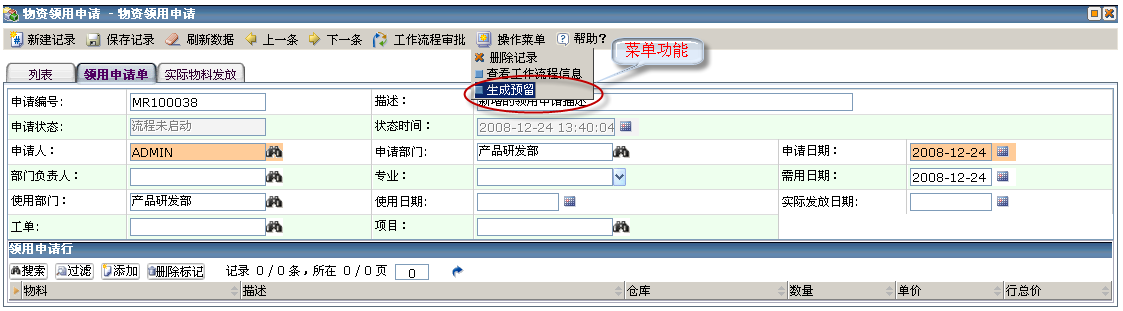 物资领用申请 - 物资领用申请
新建记录 保存记录 刷新数据 上一条 下一条 工作流程审批 操作菜单 帮助?
删除记录
查看工作流程信息
生成预留
菜单功能
列表 领用申请单 实际物料发放
申请编号: MR100038 描述: 新增的领用申请描述
申请状态: 流程未启动 状态时间: 2008-12-24 13:40:04
申请人: ADMIN 申请部门: 产品研发部 申请日期: 2008-12-24
部门负责人: 专业: 需用日期: 2008-12-24
使用部门: 产品研发部 使用日期: 实际发放日期:
工单: 项目:
领用申请行
搜索 过滤 添加 删除标记 记录 0 / 0 条,所在 0 / 0 页 0
物料 描述 仓库 数量 单价 行总价